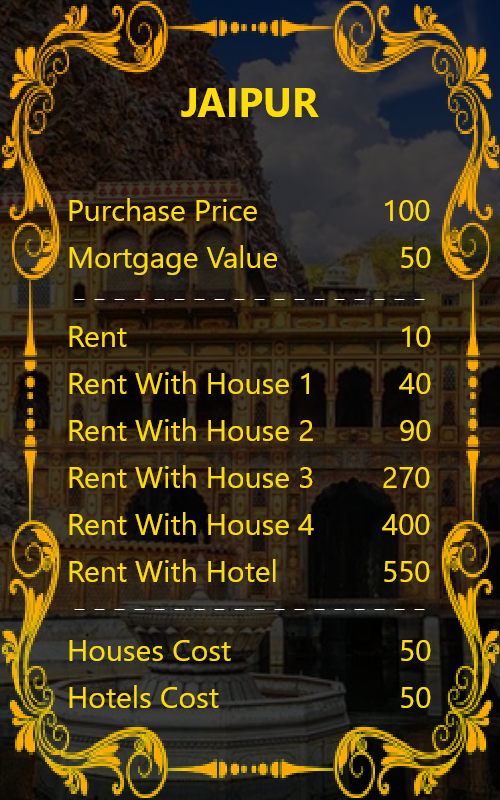 JAIPUR
Purchase Price 100
Mortgage Value 50
Rent 10
Rent With House 1 40
Rent With House 2 90
Rent With House 3 270
Rent With House 4 400
Rent With Hotel 550
Houses Cost 50
Hotels Cost 50